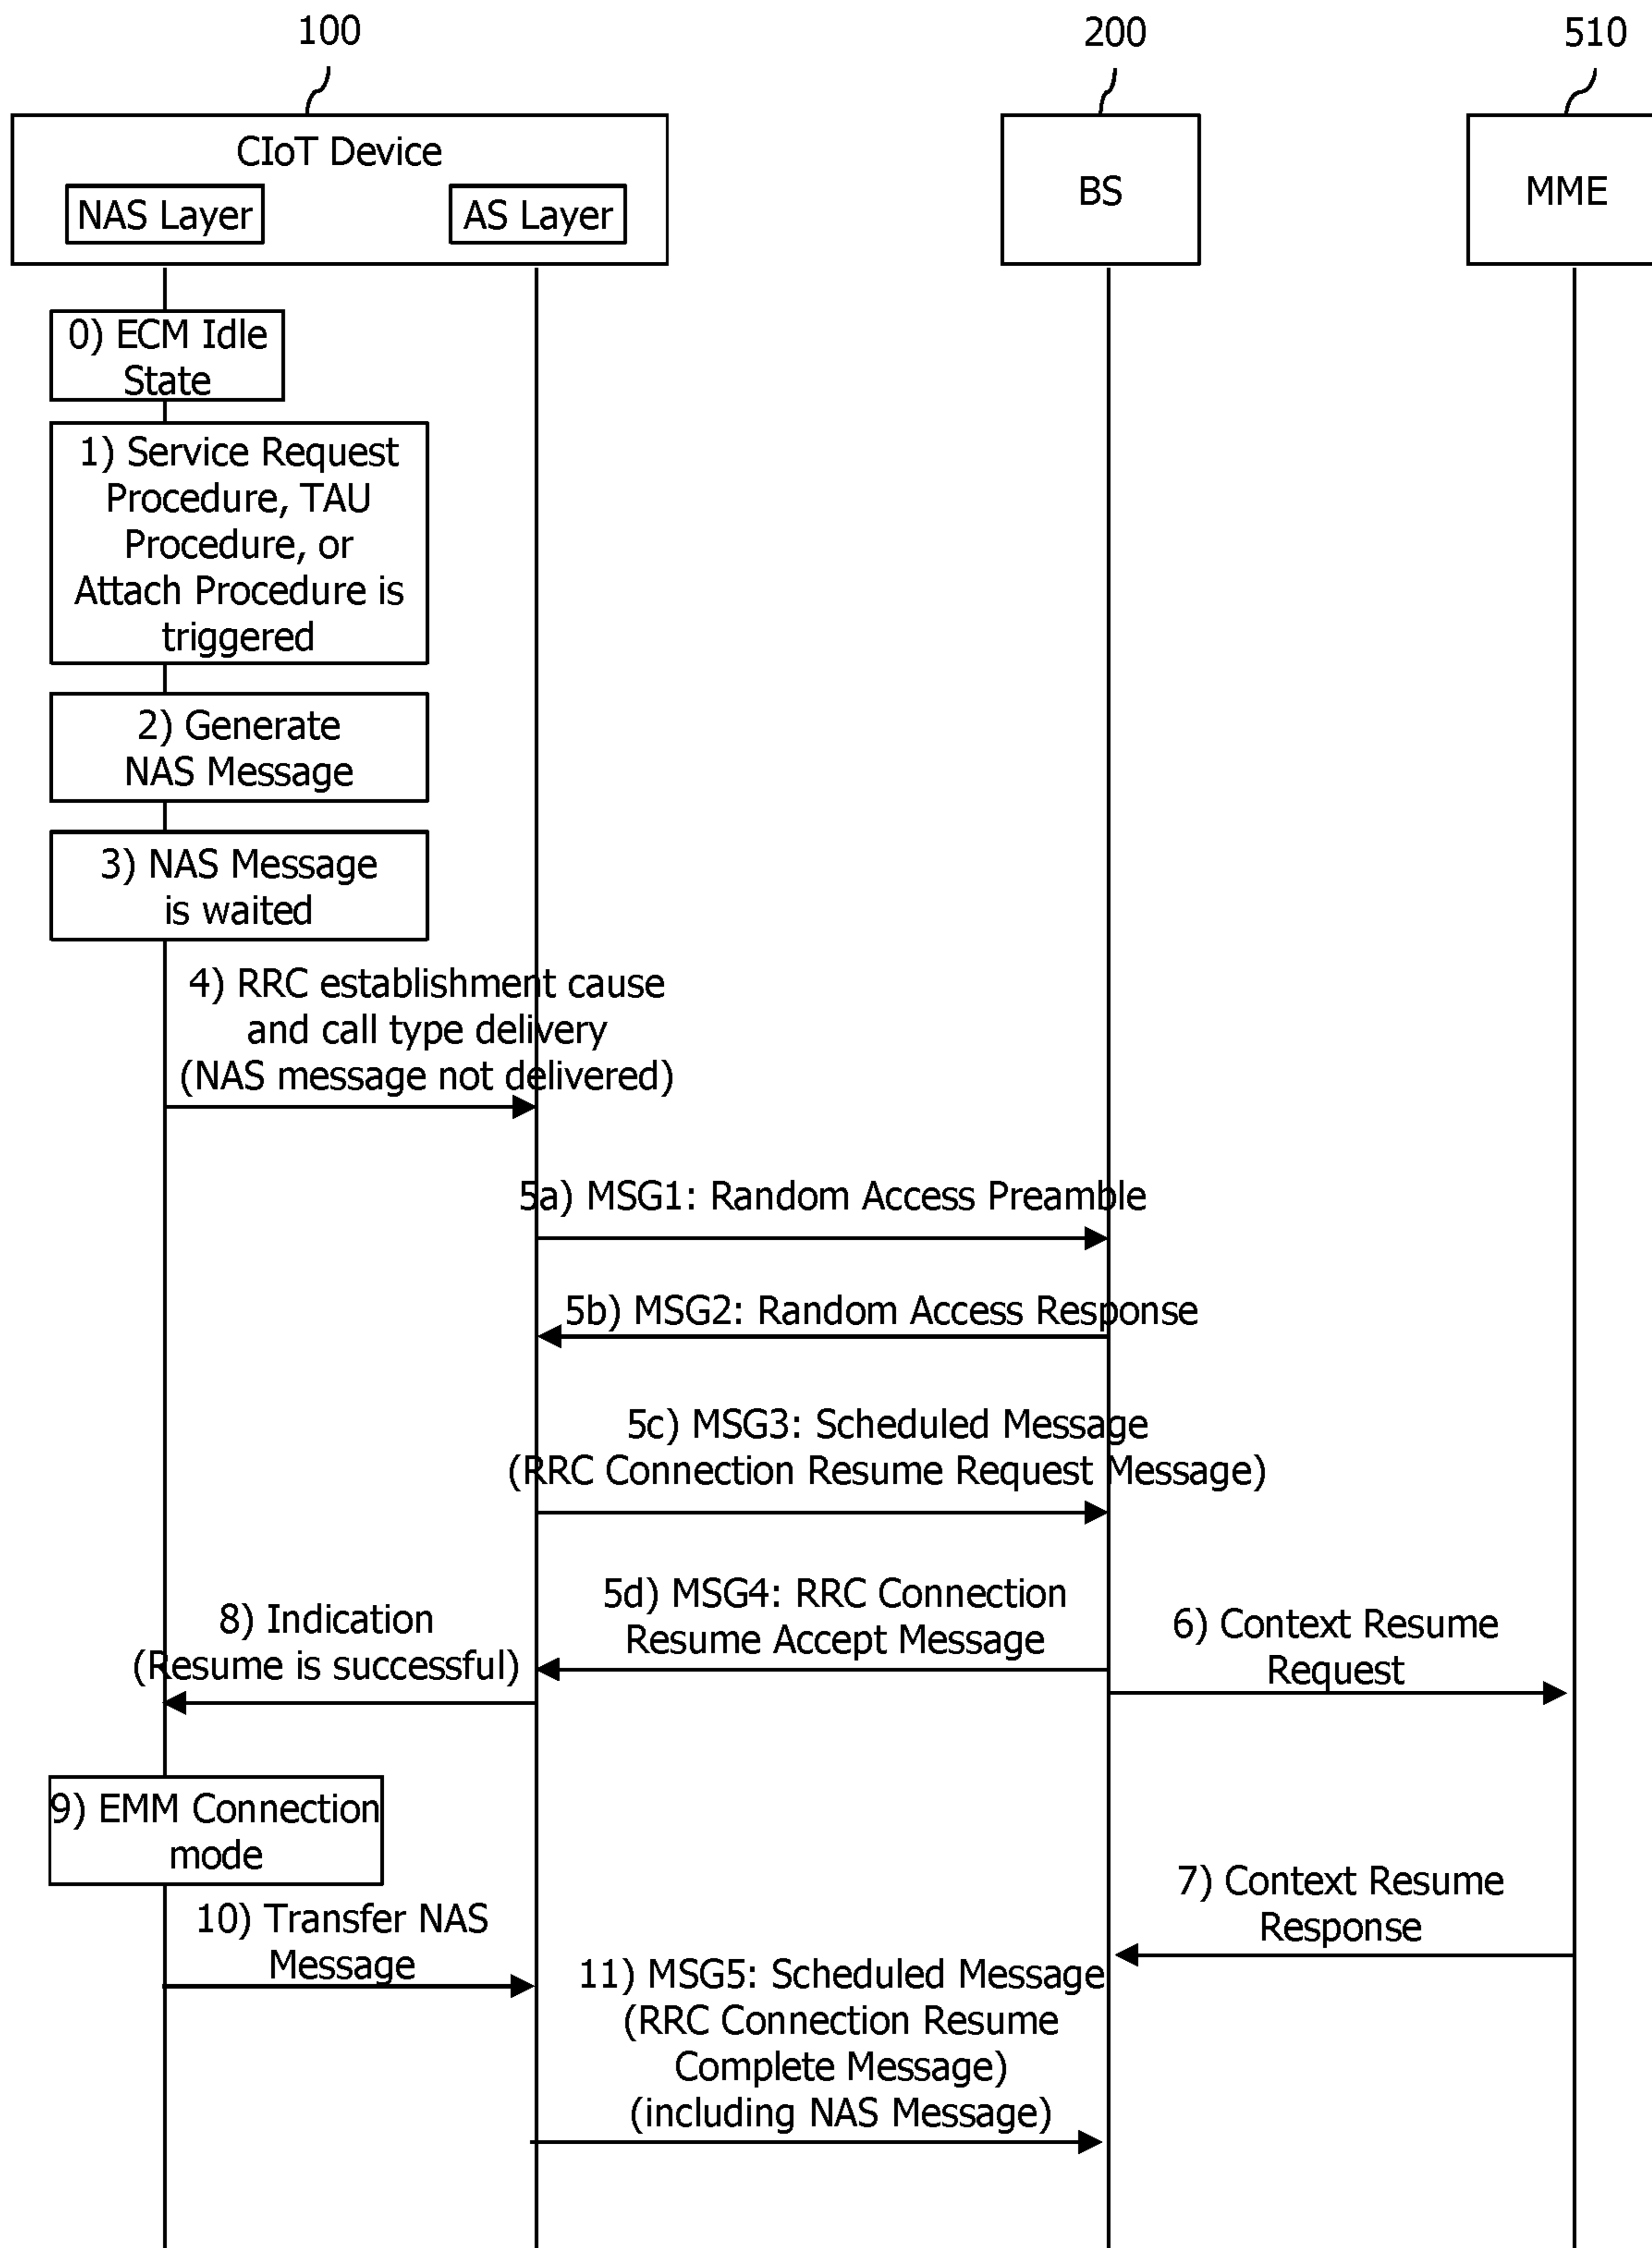 100
200
510
CIoT Device
NAS Layer
AS Layer
BS
MME
0) ECM Idle
State
1) Service Request
Procedure, TAU
Procedure, or
Attach Procedure is
triggered
2) Generate
NAS Message
3) NAS Message
is waited
4) RRC establishment cause
and call type delivery
(NAS message not delivered)
5a) MSG1: Random Access Preamble
5b) MSG2: Random Access Response
5c) MSG3: Scheduled Message
(RRC Connection Resume Request Message)
5d) MSG4: RRC Connection
Resume Accept Message
8) Indication
(Resume is successful)
6) Context Resume
Request
9) EMM Connection
mode
7) Context Resume
Response
10) Transfer NAS
Message
11) MSG5: Scheduled Message
(RRC Connection Resume
Complete Message)
(including NAS Message)